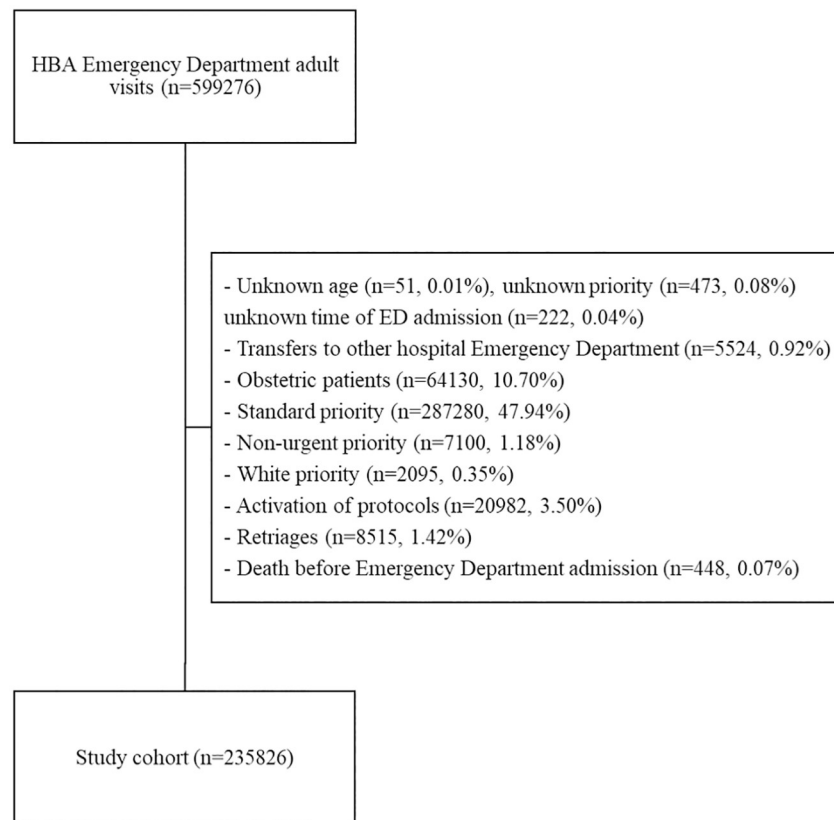 HBA Emergency Department adult
visits (n=599276)
- Unknown age (n=51, 0.01%), unknown priority (n=473, 0.08%)
unknown time of ED admission (n=222, 0.04%)
- Transfers to other hospital Emergency Department (n=5524, 0.92%)
- Obstetric patients (n=64130, 10.70%)
- Standard priority (n=287280, 47.94%)
- Non-urgent priority (n=7100, 1.18%)
- White priority (n=2095, 0.35%)
- Activation of protocols (n=20982, 3.50%)
- Retriages (n=8515, 1.42%)
- Death before Emergency Department admission (n=448, 0.07%)
Study cohort (n=235826)